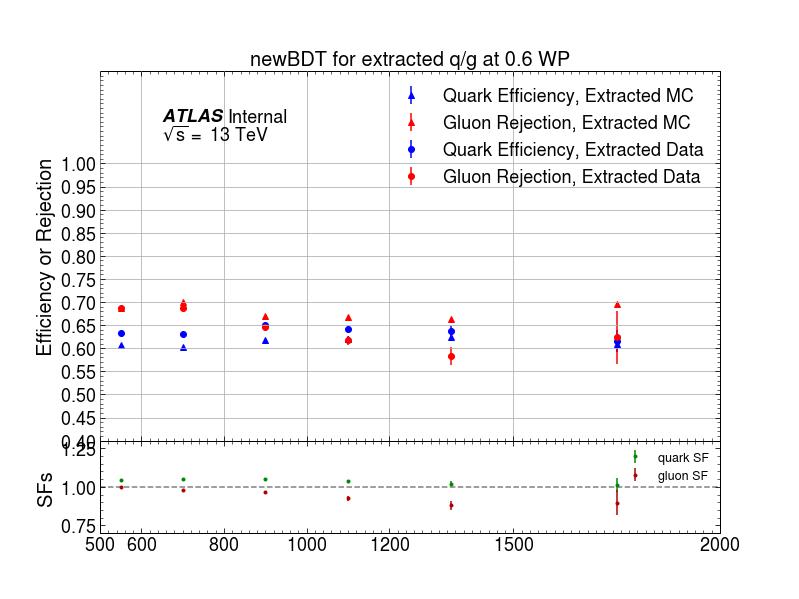 newBDT for extracted q/g at 0.6 WP
ATLAS Internal
√s = 13 TeV
Quark Efficiency, Extracted MC
Gluon Rejection, Extracted MC
Quark Efficiency, Extracted Data
Gluon Rejection, Extracted Data
Efficiency or Rejection
1.00
0.95
0.90
0.85
0.80
0.75
0.70
0.65
0.60
0.55
0.50
0.45
0.40
SFs
1.25
1.00
0.75
quark SF
gluon SF
500 600 800 1000 1200 1500 2000